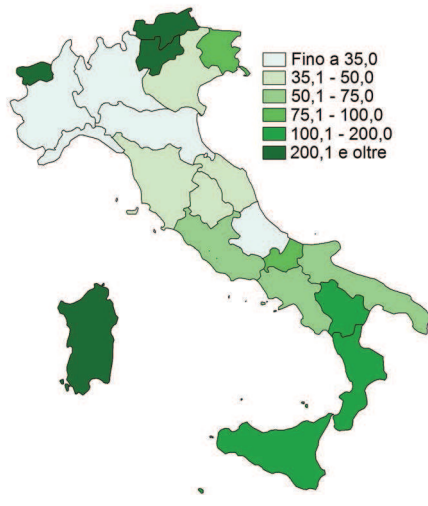 Fino a 35,0
35,1 - 50,0
50,1 - 75,0
75,1 - 100,0
100,1 - 200,0
200,1 e oltre